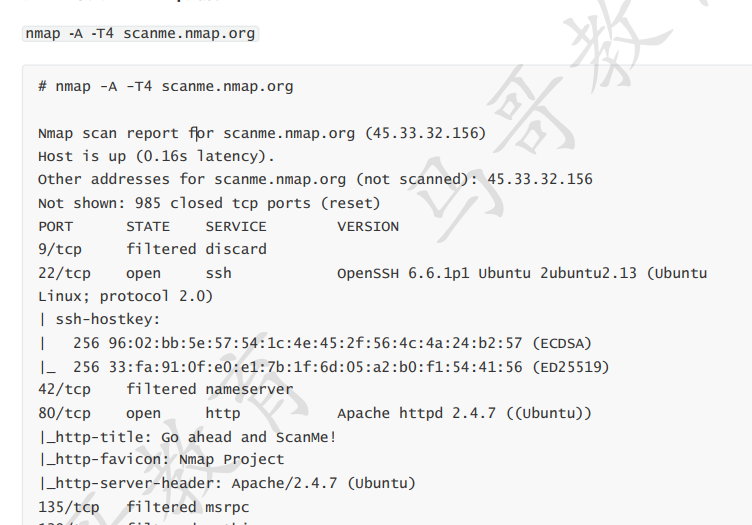 nmap -A -T4 scanme.nmap.org
# nmap -A -T4 scanme.nmap.org
Nmap scan report for scanme.nmap.org (45.33.32.156)
Host is up (0.16s latency).
Other addresses for scanme.nmap.org (not scanned): 45.33.32.156
Not shown: 985 closed tcp ports (reset)
PORT STATE SERVICE VERSION
9/tcp filtered discard
22/tcp open ssh OpenSSH 6.6.1p1 Ubuntu 2ubuntu2.13 (Ubuntu
Linux; protocol 2.0)
| ssh-hostkey:
| 256 96:02:bb:5e:57:54:1c:4e:45:2f:56:4c:4a:24:b2:57 (ECDSA)
|_ 256 33:fa:91:0f:e0:e1:7b:1f:6d:05:a2:b0:f1:54:41:56 (ED25519)
42/tcp filtered nameserver
80/tcp open http Apache httpd 2.4.7 ((Ubuntu))
|_http-title: Go ahead and ScanMe!
|_http-favicon: Nmap Project
|_http-server-header: Apache/2.4.7 (Ubuntu)
135/tcp filtered msrpc
马哥教
哥教育